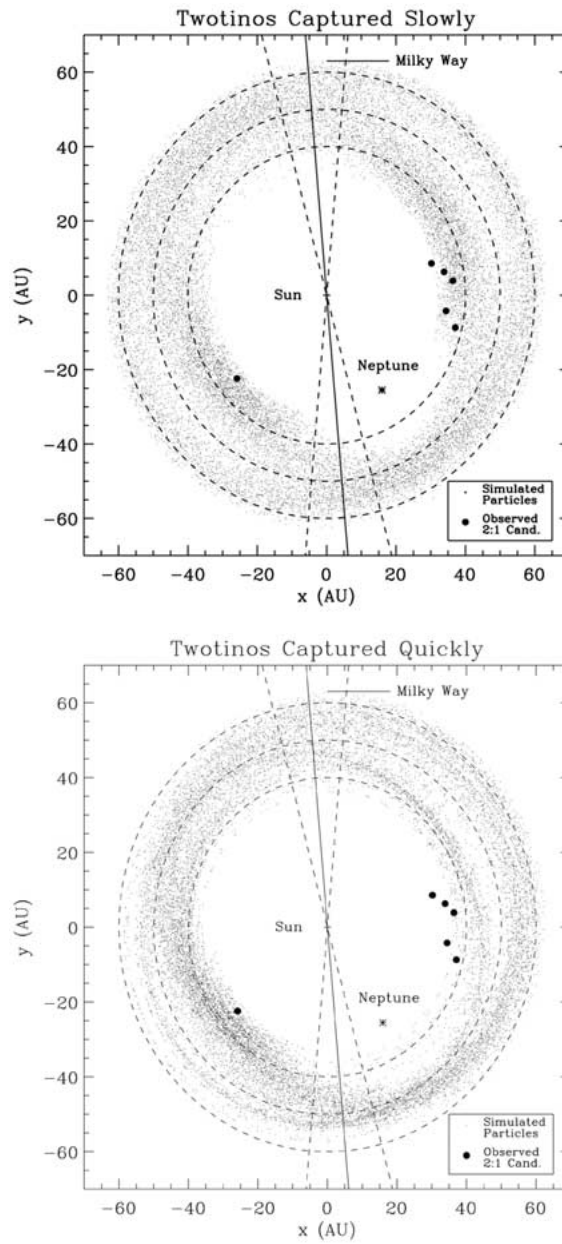 Twotinos Captured Slowly
Milky Way
60
40
20
0
−20
−40
−60
y (AU)
Sun
Neptune
Simulated
Particles
Observed
2:1 Cand.
−60 −40 −20 0 20 40 60
x (AU)
Twotinos Captured Quickly
Milky Way
60
40
20
0
−20
−40
−60
y (AU)
Sun
Neptune
Simulated
Particles
Observed
2:1 Cand.
−60 −40 −20 0 20 40 60
x (AU)